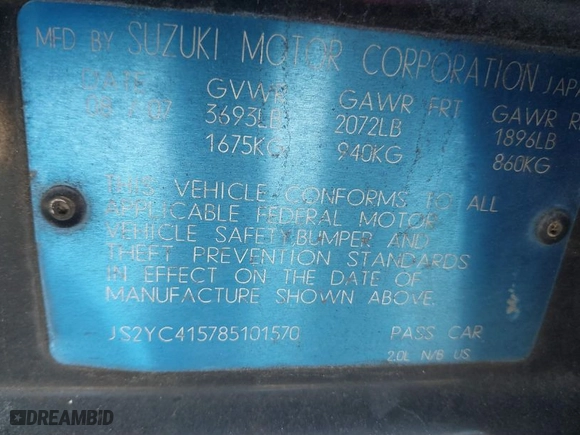 MFD BY SUZUKI MOTOR CORPORATION JAPA
DATE GVWR GAWR FRT GAWR R
08 - 07 3693LB 2072LB 1896LB
1675KG 940KG 860KG
THIS VEHICLE CONFORMS TO ALL
APPLICABLE FEDERAL MOTOR
VEHICLE SAFETY,BUMPER AND
THEFT PREVENTION STANDARDS
IN EFFECT ON THE DATE OF
MANUFACTURE SHOWN ABOVE.
JS2YC415785101570 PASS CAR
2.0L N/B US
DREAMBID